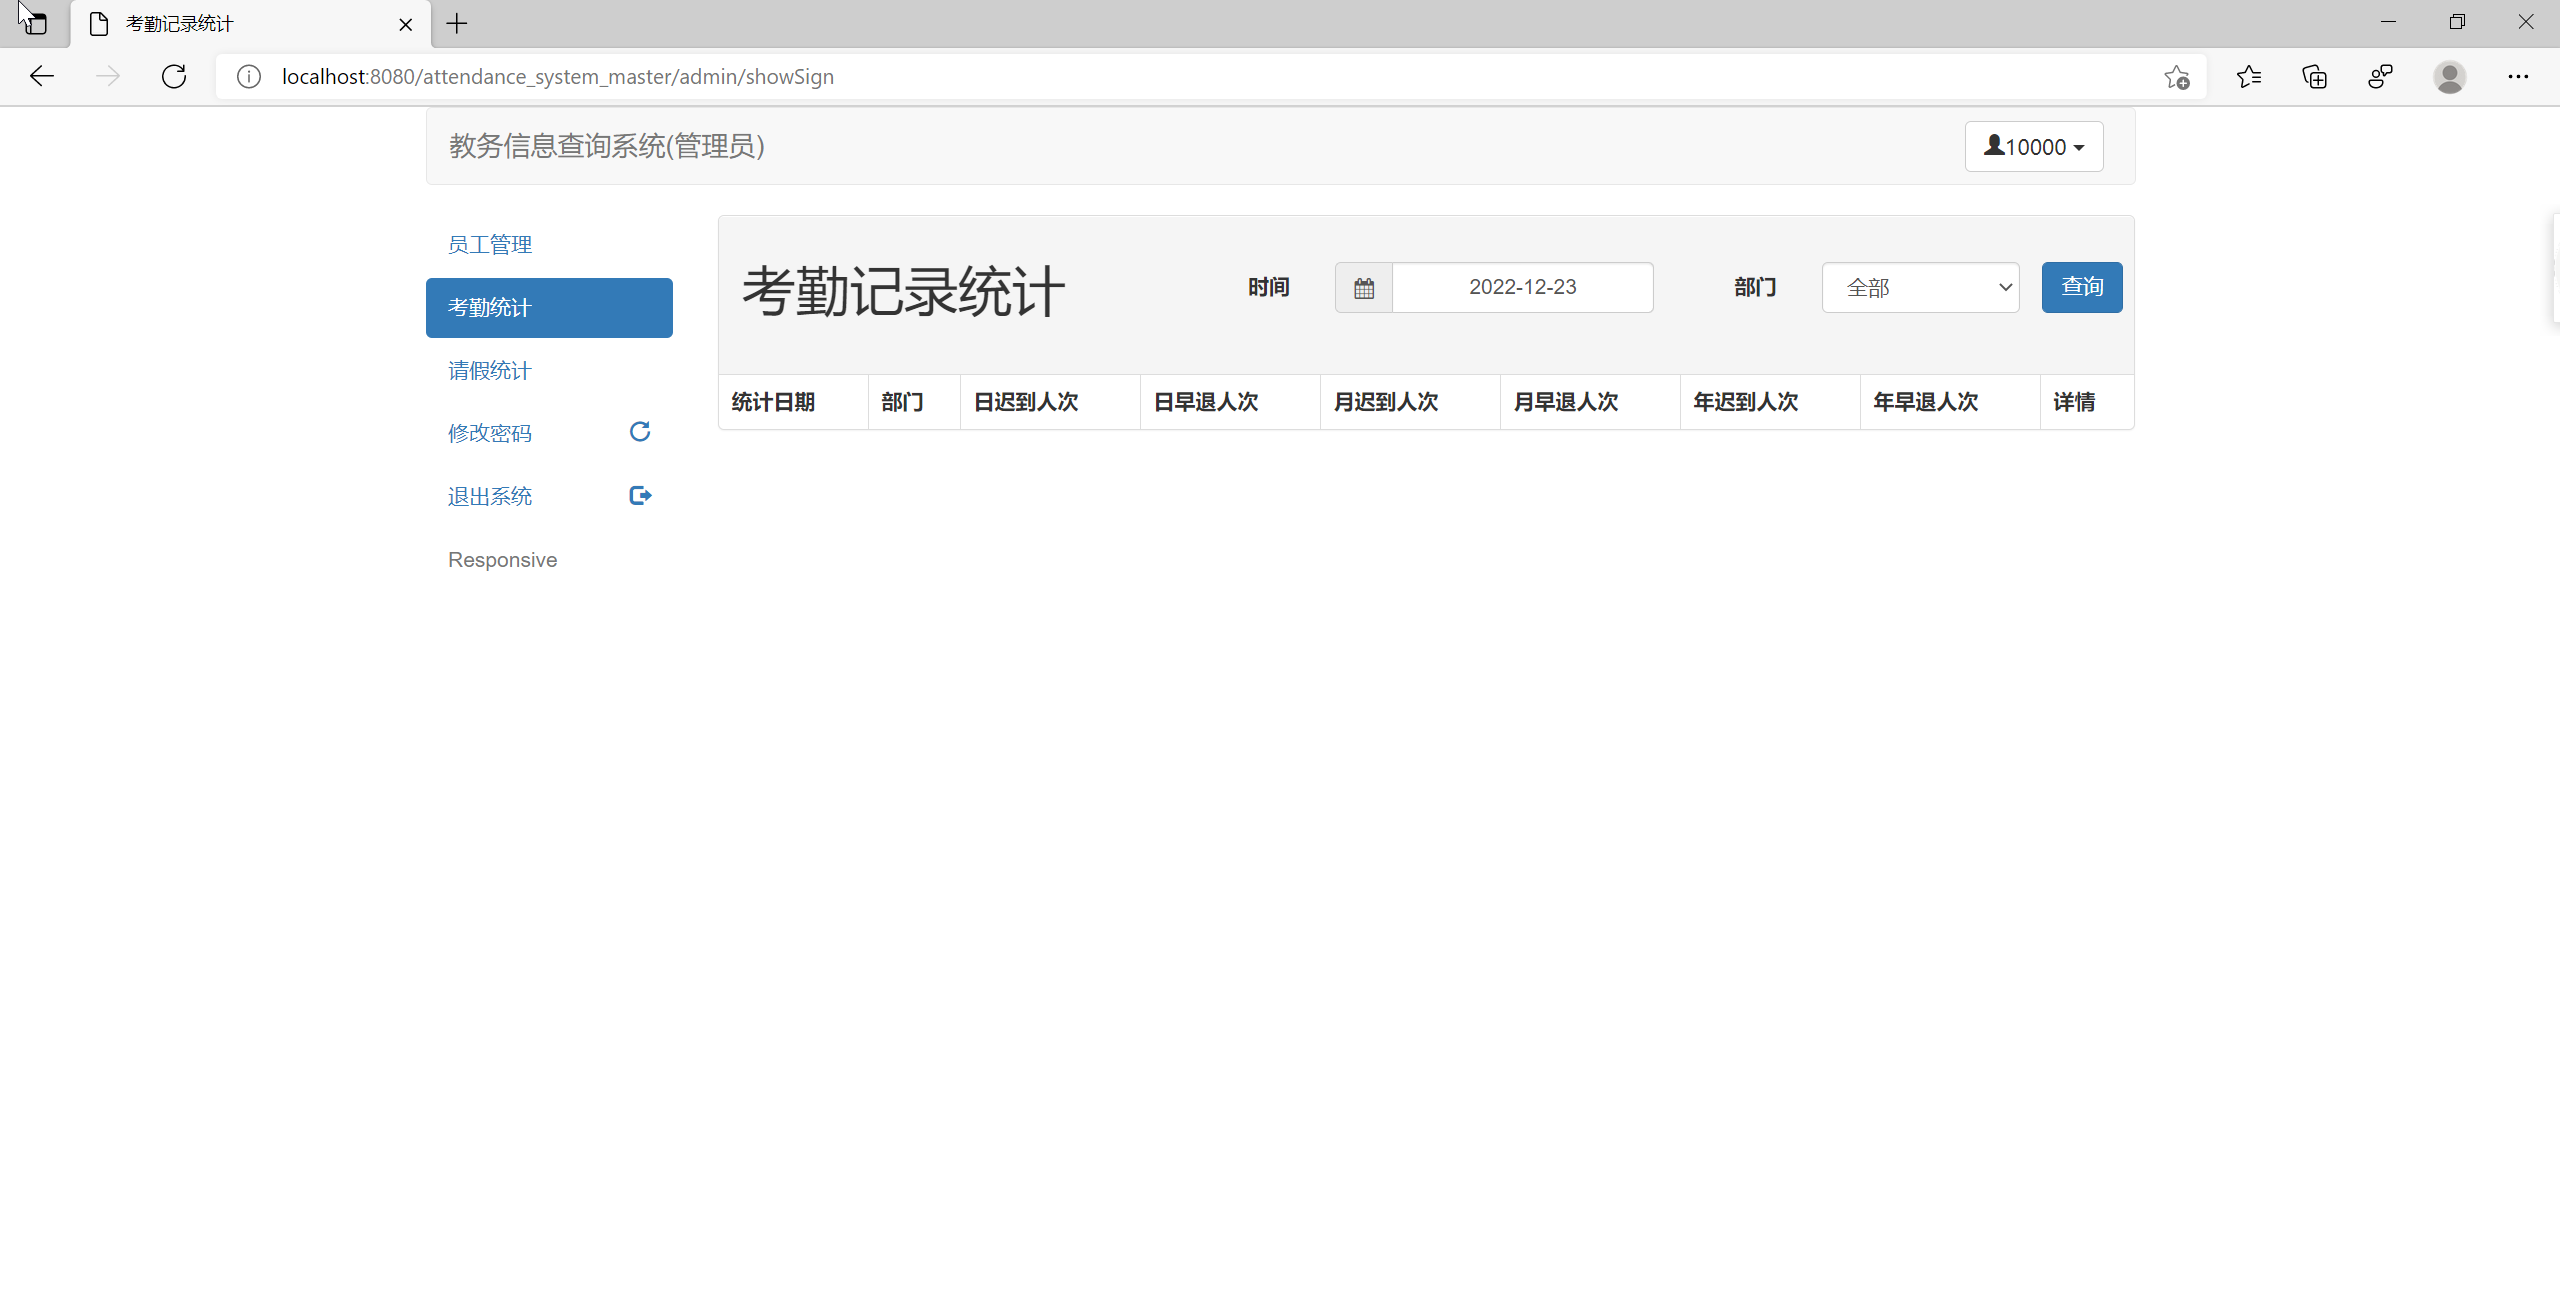 考勤记录统计
localhost:8080/attendance_system_master/admin/showSign
教务信息查询系统(管理员)
10000
员工管理
考勤统计
请假统计
修改密码
退出系统
Responsive
考勤记录统计 时间 2022-12-23 部门 全部 查询
统计日期 部门 日迟到人次 日早退人次 月迟到人次 月早退人次 年迟到人次 年早退人次 详情